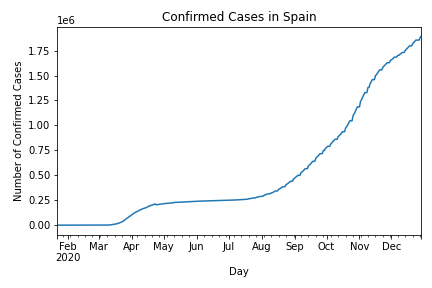 Confirmed Cases in Spain
1e6
1.75
1.50
1.25
1.00
0.75
0.50
0.25
0.00
Number of Confirmed Cases
Feb Mar Apr May Jun Jul Aug Sep Oct Nov Dec
2020
Day